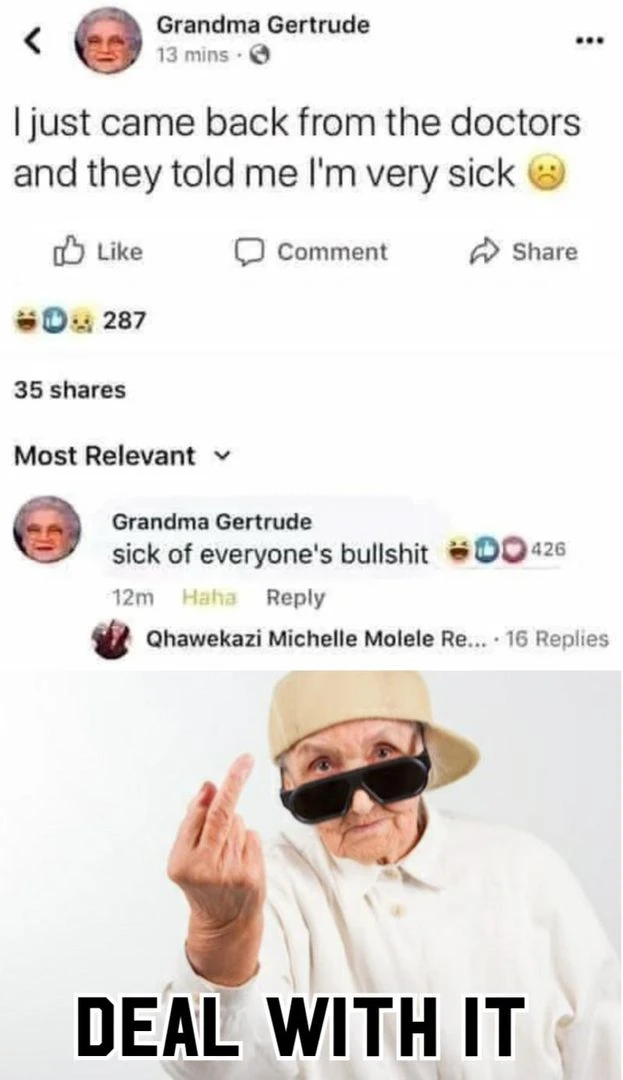 Grandma Gertrude
13 mins ·
I just came back from the doctors
and they told me I'm very sick ☹️
Like Comment Share
287
35 shares
Most Relevant
Grandma Gertrude
sick of everyone's bullshit 426
12m Haha Reply
Qhawekazi Michelle Molele Re... · 16 Replies
DEAL WITH IT